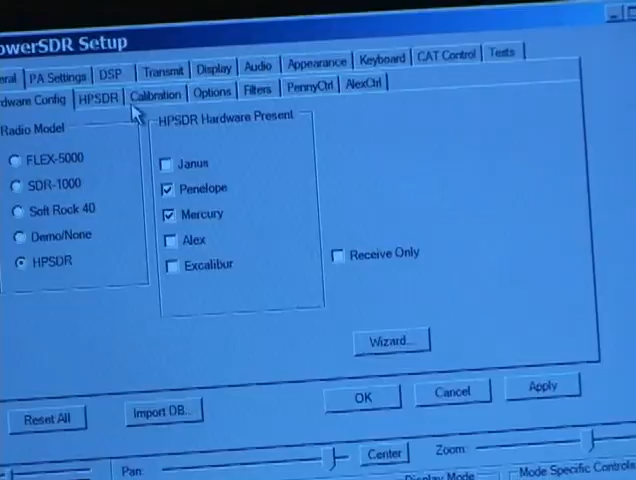 owerSDR Setup
eral PA Settings DSP Transmit Display Audio Appearance Keyboard CAT Control Tests
dware Config HPSDR Calibration Options Filters PennyCtrl AlexCtrl
Radio Model
HPSDR Hardware Present
FLEX-5000
Janus
SDR-1000
Penelope
Soft Rock 40
Mercury
Demo/None
Alex
HPSDR
Excalibur
Receive Only
Wizard...
Reset All
Import DB...
OK
Cancel
Apply
Pan:
Center
Zoom:
Display Mode
Mode Specific Controls